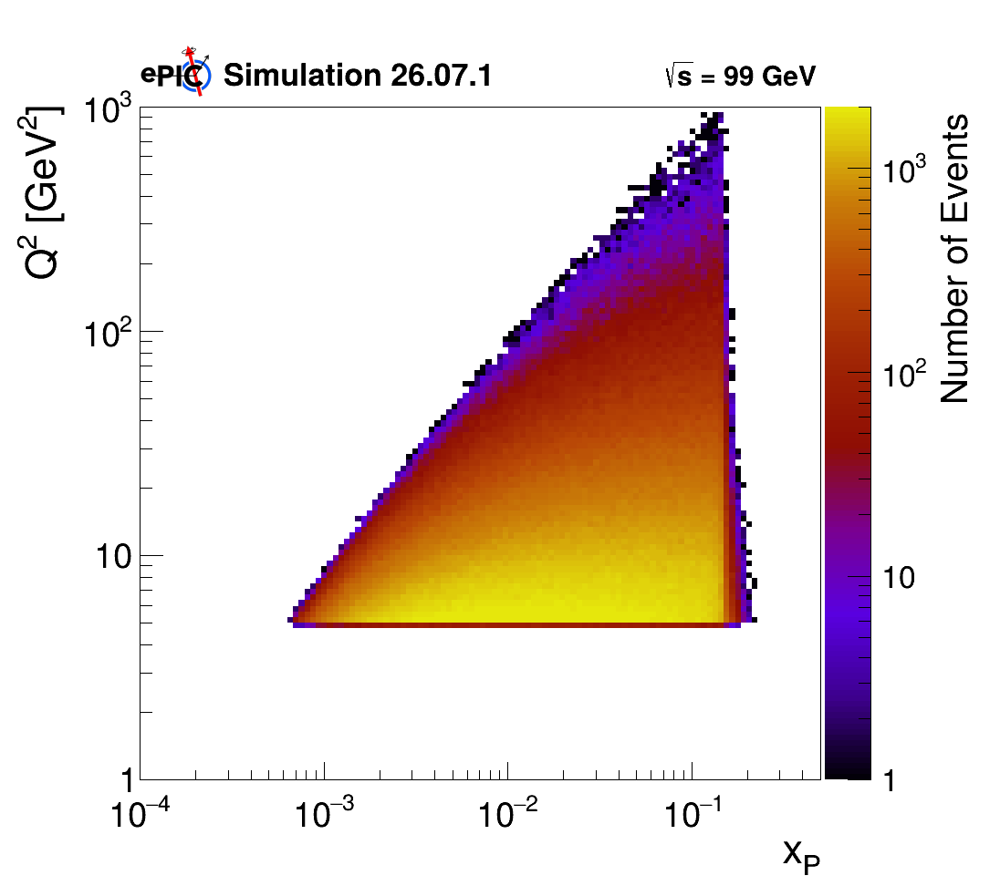 ePIC Simulation 26.07.1
√s = 99 GeV
Q² [GeV²]
10³
10²
10
1
10⁻⁴
10⁻³
10⁻²
10⁻¹
x_P
10³
10²
10
1
Number of Events